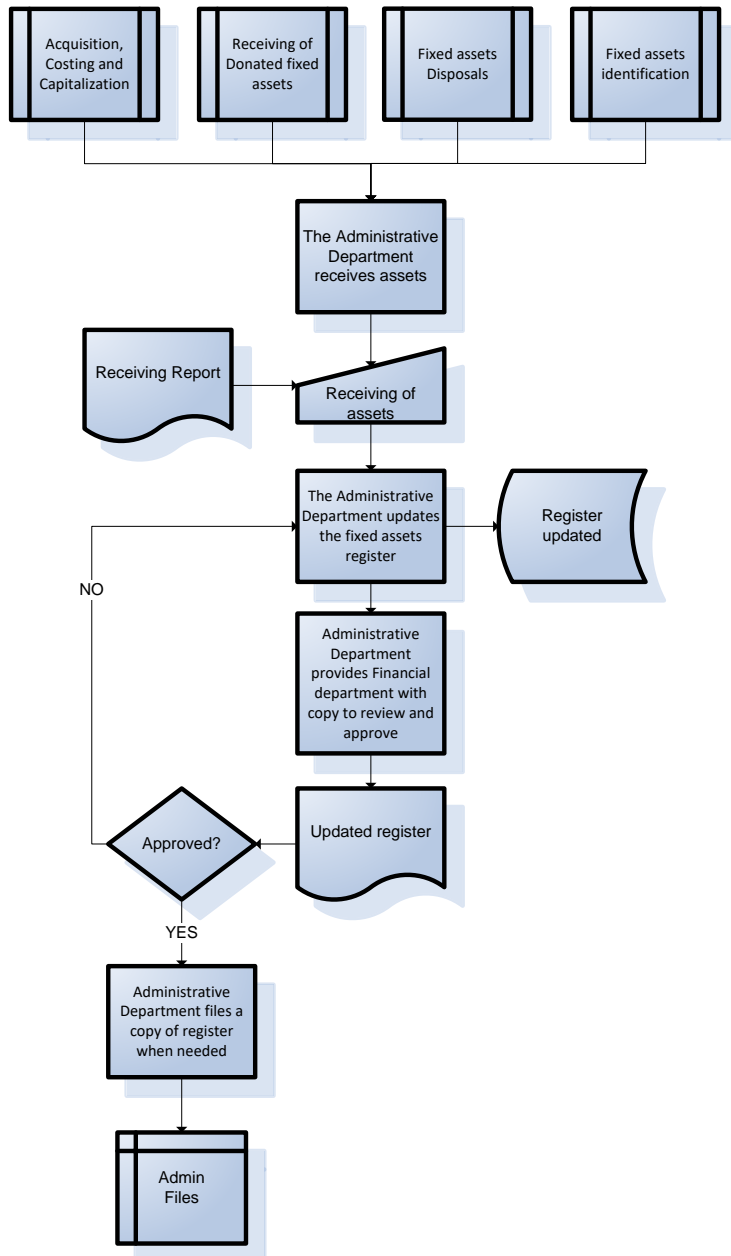 Acquisition,
Costing and
Capitalization
Receiving of
Donated fixed
assets
Fixed assets
Disposals
Fixed assets
identification
The Administrative
Department
receives assets
Receiving Report
Receiving of
assets
The Administrative
Department updates
the fixed assets
register
Register
updated
NO
Administrative
Department
provides Financial
department with
copy to review and
approve
Approved?
Updated register
YES
Administrative
Department files a
copy of register
when needed
Admin
Files